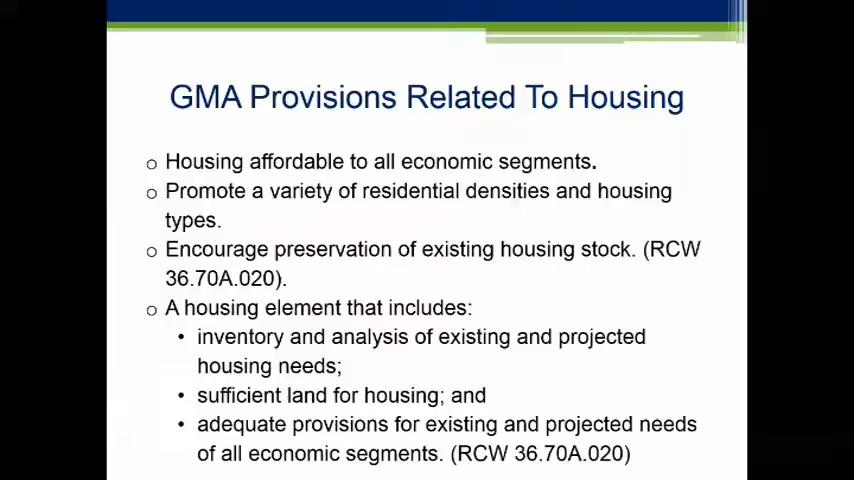 GMA Provisions Related To Housing
o Housing affordable to all economic segments.
o Promote a variety of residential densities and housing
types.
o Encourage preservation of existing housing stock. (RCW
36.70A.020).
o A housing element that includes:
• inventory and analysis of existing and projected
housing needs;
• sufficient land for housing; and
• adequate provisions for existing and projected needs
of all economic segments. (RCW 36.70A.020)